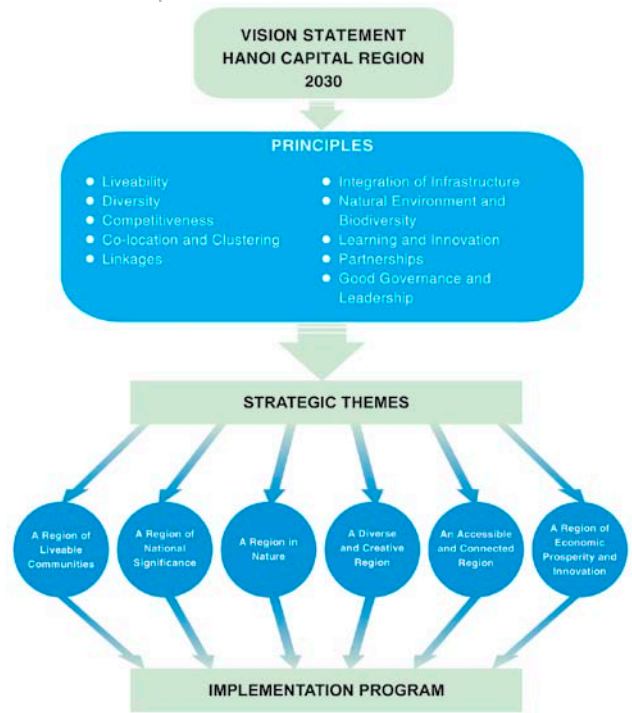 VISION STATEMENT
HANOI CAPITAL REGION
2030
PRINCIPLES
Liveability
Diversity
Competitiveness
Co-location and Clustering
Linkages
Integration of Infrastructure
Natural Environment and
Biodiversity
Learning and Innovation
Partnerships
Good Governance and
Leadership
STRATEGIC THEMES
A Region of
Liveable
Communities
A Region of
National
Significance
A Region in
Nature
A Diverse
and Creative
Region
An Accessible
and Connected
Region
A Region of
Economic
Prosperity and
Innovation
IMPLEMENTATION PROGRAM